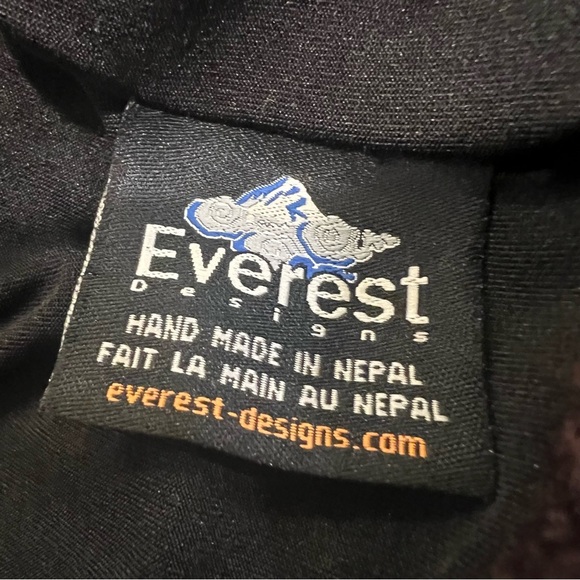 Everest
Designs
HAND MADE IN NEPAL
FAIT LA MAIN AU NEPAL
everest-designs.com